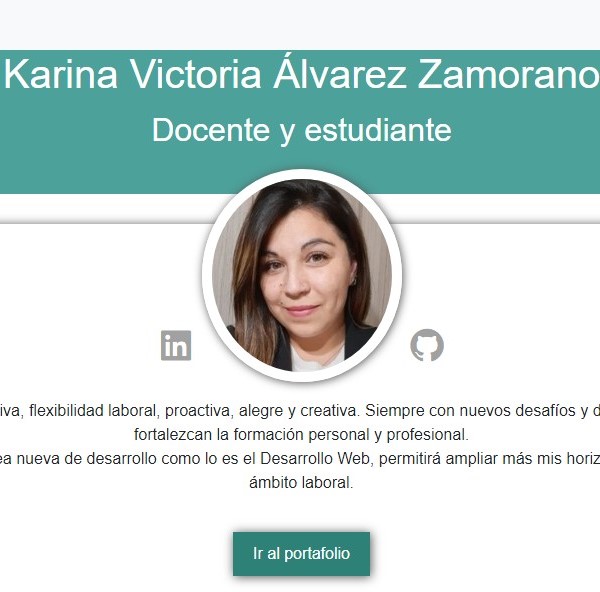 Karina Victoria Álvarez Zamorano
Docente y estudiante
in
iva, flexibilidad laboral, proactiva, alegre y creativa. Siempre con nuevos desafíos y d
fortalezcan la formación personal y profesional.
ea nueva de desarrollo como lo es el Desarrollo Web, permitirá ampliar más mis horiz
ámbito laboral.
Ir al portafolio